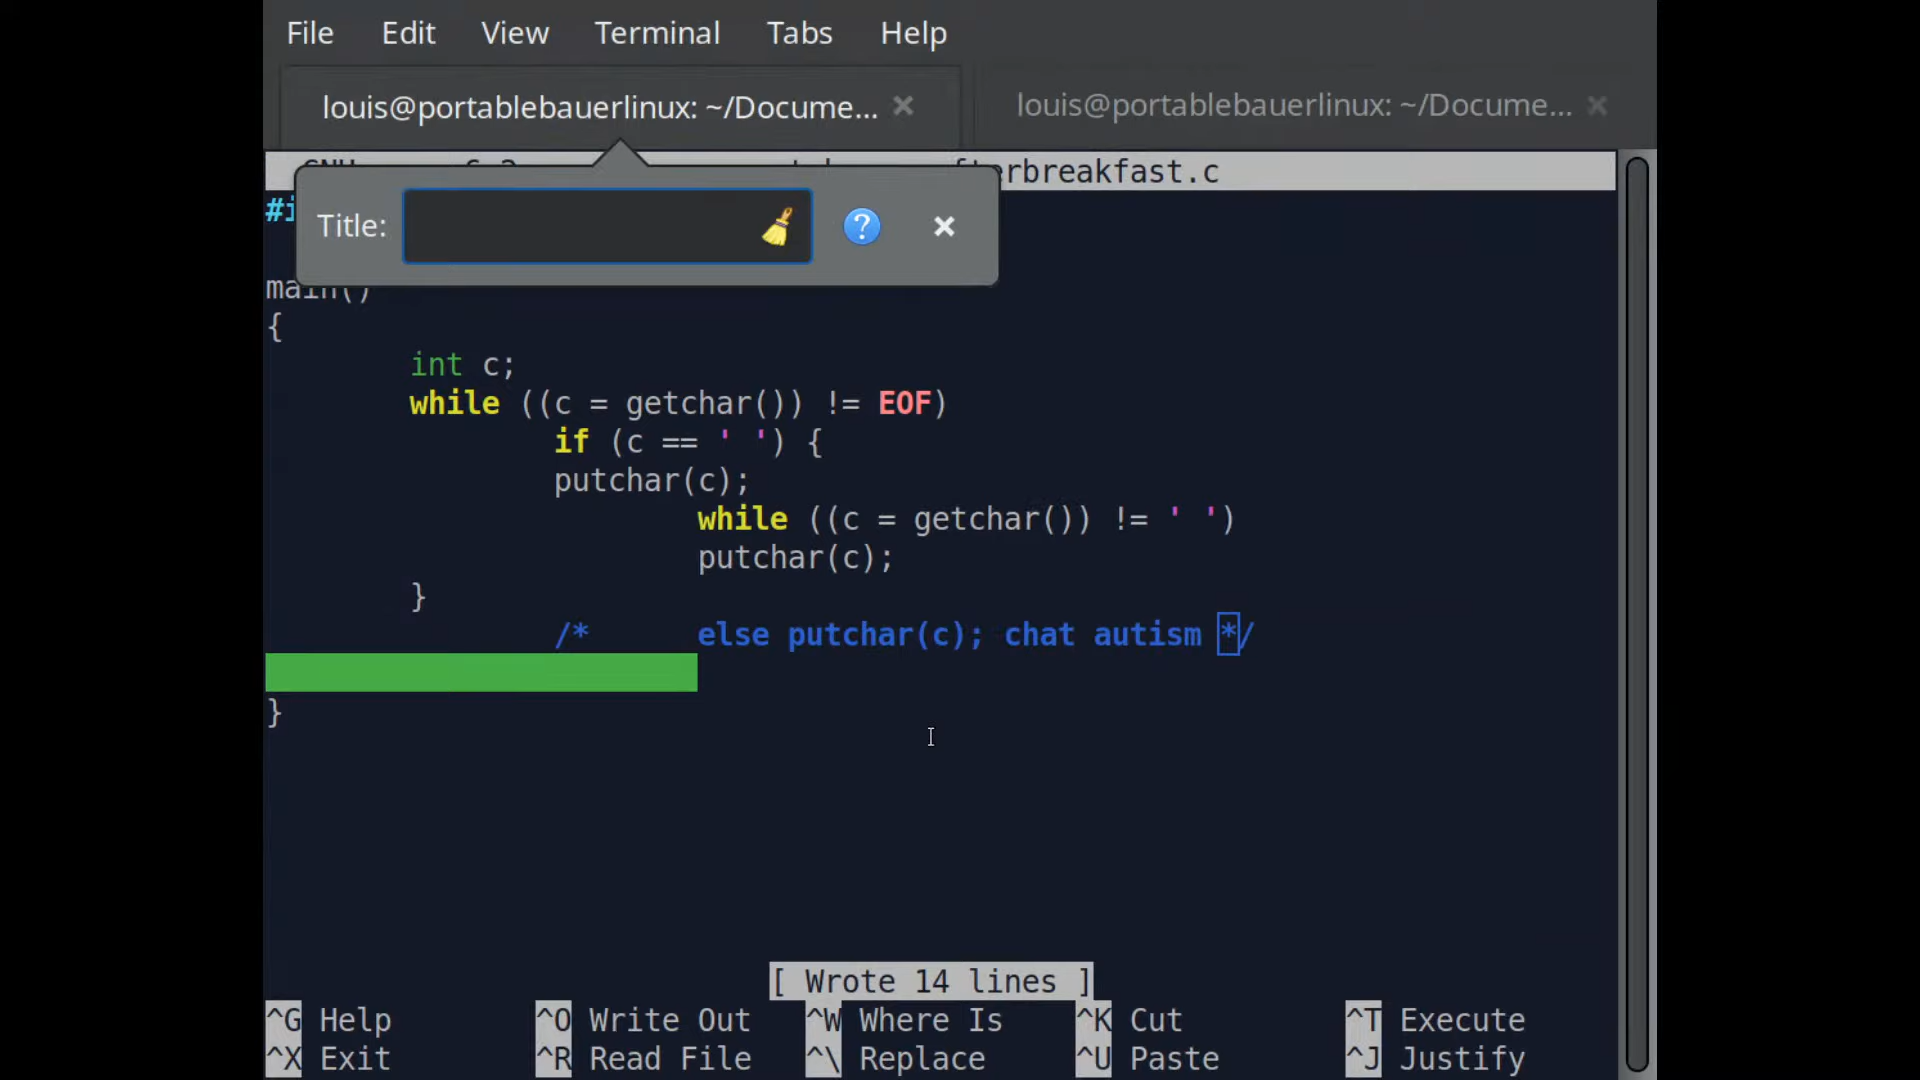 File Edit View Terminal Tabs Help
louis@portablebauerlinux: ~/Docume... louis@portablebauerlinux: ~/Docume...
erbreakfast.c
Title:
#i
main()
{
int c;
while ((c = getchar()) != EOF)
if (c == ' ') {
putchar(c);
while ((c = getchar()) != ' ')
putchar(c);
}
/* else putchar(c); chat autism */
}
[ Wrote 14 lines ]
^G Help ^O Write Out ^W Where Is ^K Cut ^T Execute
^X Exit ^R Read File ^\ Replace ^U Paste ^J Justify